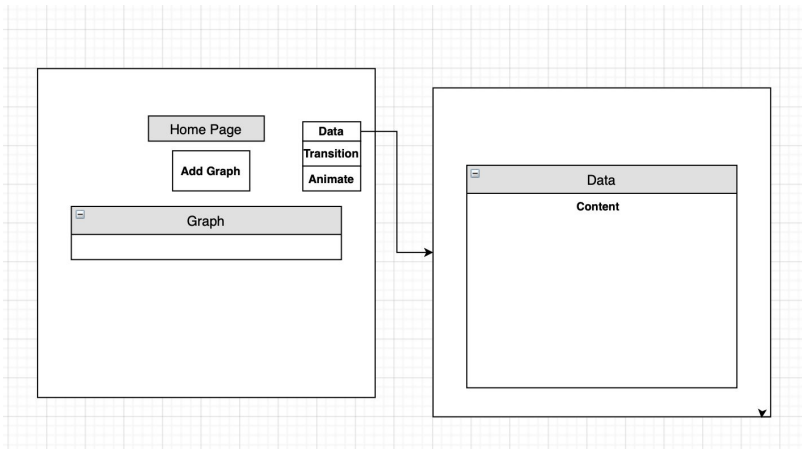 Home Page
Data
Transition
Add Graph
Animate
Graph
Data
Content